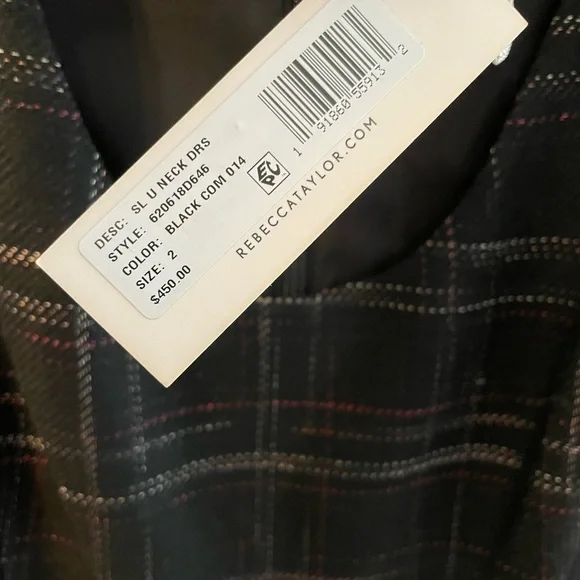 DESC: SL U NECK DRS
STYLE: 620618D646
COLOR: BLACK COM 014
SIZE: 2
$450.00
EPC
1 91860 55913 2
REBECCATAYLOR.COM